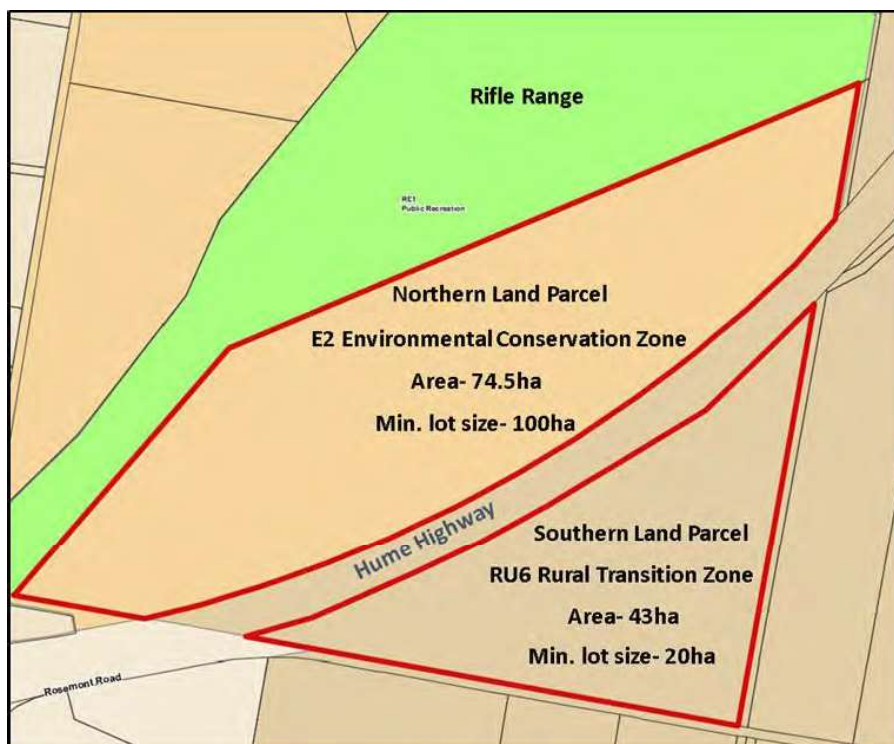 Rifle Range
RE1
Public Recreation
Northern Land Parcel
E2 Environmental Conservation Zone
Area- 74.5ha
Min. lot size- 100ha
Hume Highway
Southern Land Parcel
RU6 Rural Transition Zone
Area- 43ha
Min. lot size- 20ha
Rosemont Road